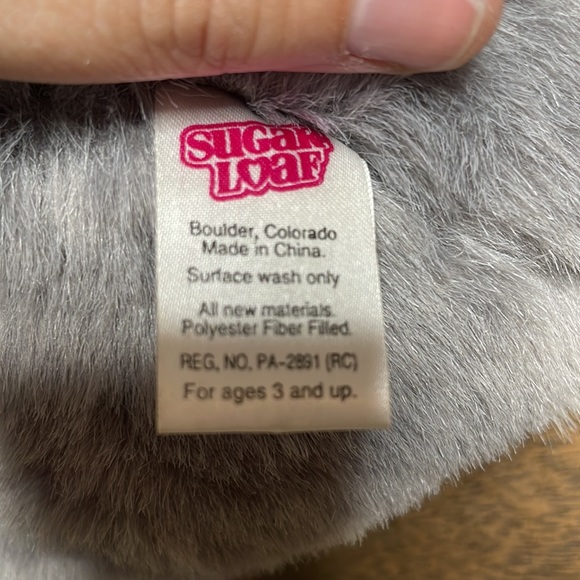 SUGAR
LOAF
Boulder, Colorado
Made in China.
Surface wash only
All new materials.
Polyester Fiber Filled.
REG. NO. PA-2891 (RC)
For ages 3 and up.